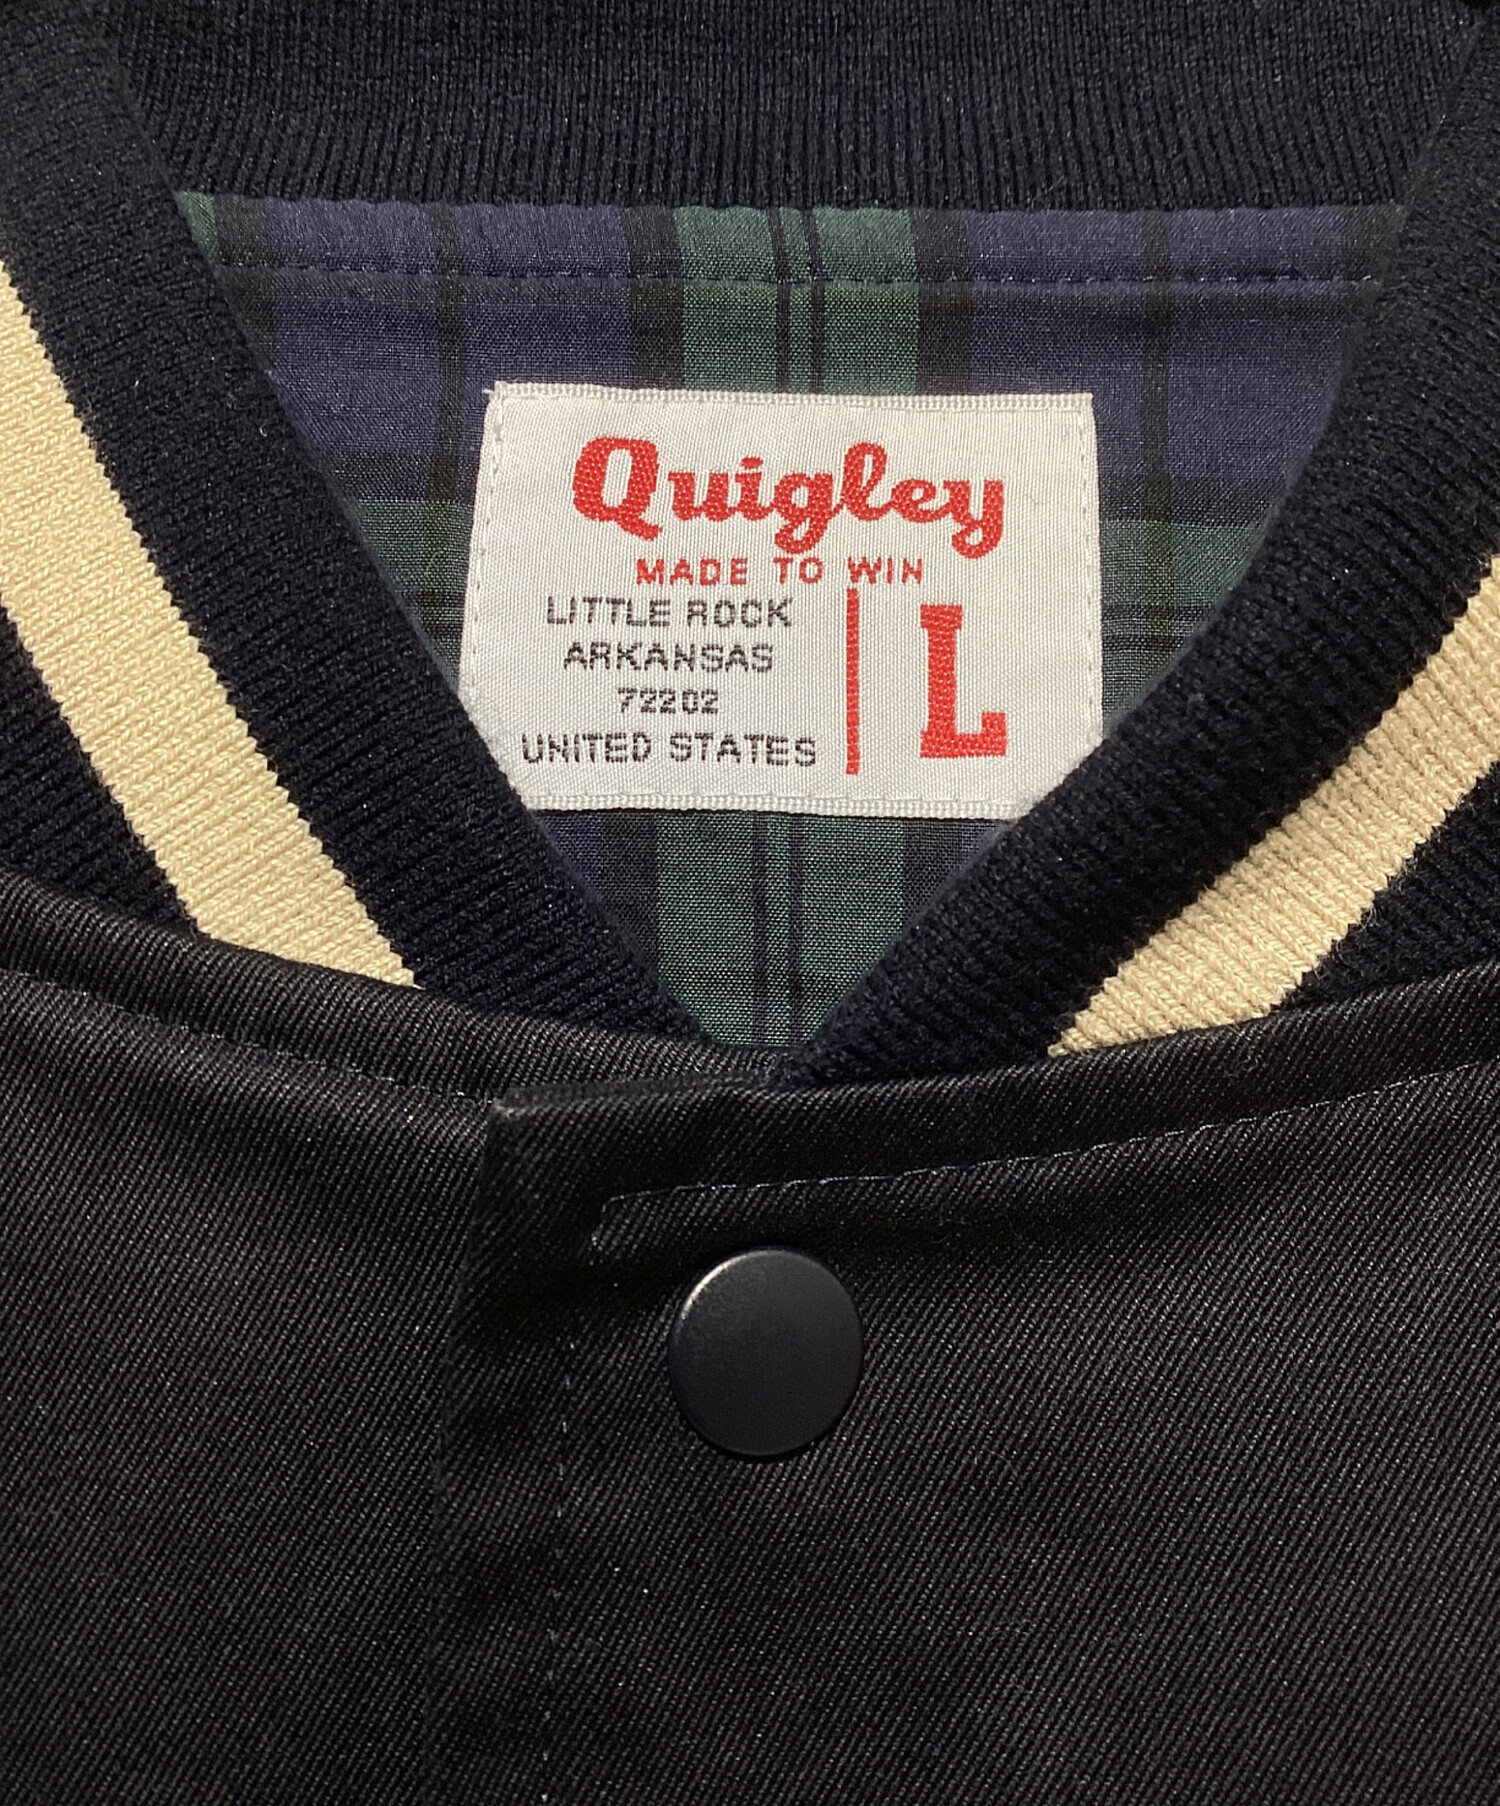 Quigley
MADE TO WIN
LITTLE ROCK
ARKANSAS
72202
UNITED STATES
L